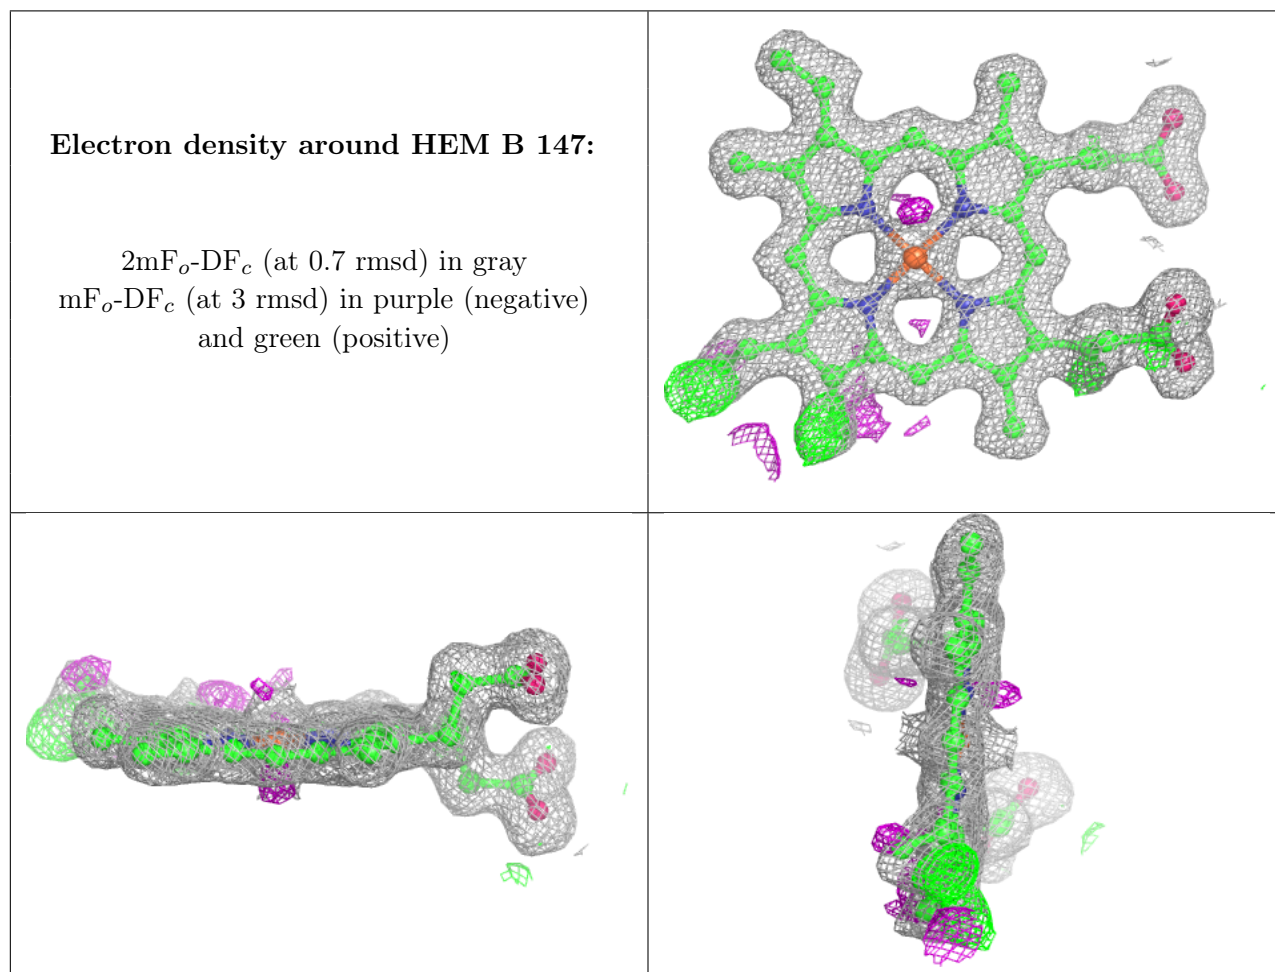 Electron density around HEM B 147:
2mFo-DFc (at 0.7 rmsd) in gray
mFo-DFc (at 3 rmsd) in purple (negative)
and green (positive)